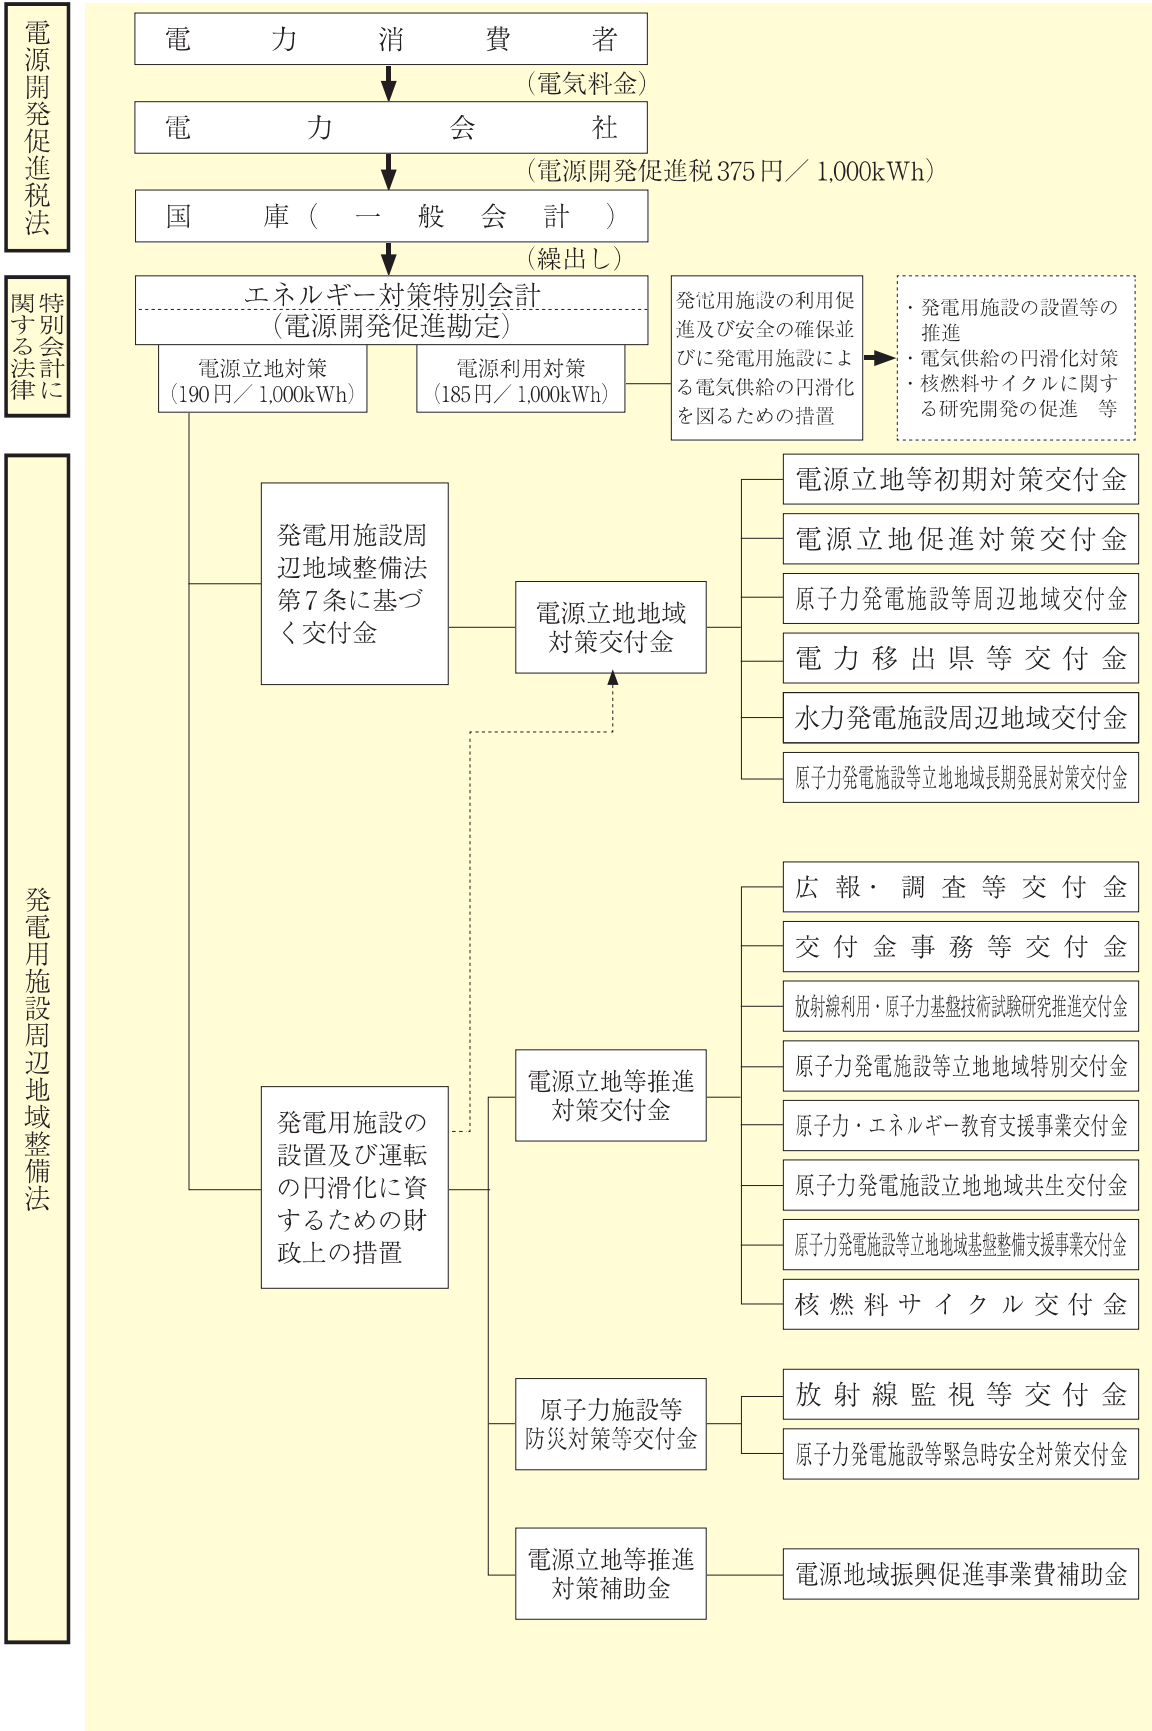 電源開発促進税法
電力消費者
（電気料金）
電力会社
（電源開発促進税375円／1,000kWh）
国庫（一般会計）
（繰出し）
特別会計に
関する法律
エネルギー対策特別会計
（電源開発促進勘定）
電源立地対策
（190円／1,000kWh）
電源利用対策
（185円／1,000kWh）
発電用施設の利用促
進及び安全の確保並
びに発電用施設によ
る電気供給の円滑化
を図るための措置
・発電用施設の設置等の
推進
・電気供給の円滑化対策
・核燃料サイクルに関す
る研究開発の促進　等
発電用施設周辺地域整備法
発電用施設周
辺地域整備法
第7条に基づ
く交付金
電源立地地域
対策交付金
電源立地等初期対策交付金
電源立地促進対策交付金
原子力発電施設等周辺地域交付金
電力移出県等交付金
水力発電施設周辺地域交付金
原子力発電施設等立地地域長期発展対策交付金
発電用施設の
設置及び運転
の円滑化に資
するための財
政上の措置
電源立地等推進
対策交付金
広報・調査等交付金
交付金事務等交付金
放射線利用・原子力基盤技術試験研究推進交付金
原子力発電施設等立地地域特別交付金
原子力・エネルギー教育支援事業交付金
原子力発電施設立地地域共生交付金
原子力発電施設等立地地域基盤整備支援事業交付金
核燃料サイクル交付金
原子力施設等
防災対策等交付金
放射線監視等交付金
原子力発電施設等緊急時安全対策交付金
電源立地等推進
対策補助金
電源地域振興促進事業費補助金